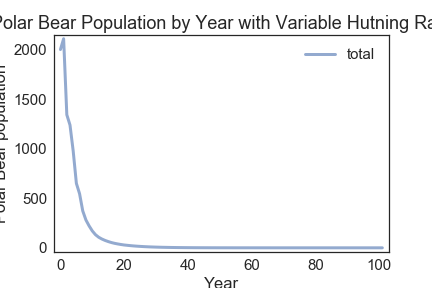 Polar Bear Population by Year with Variable Hutning Ra
total
2000
1500
1000
500
0
Polar Bear population
0 20 40 60 80 100
Year